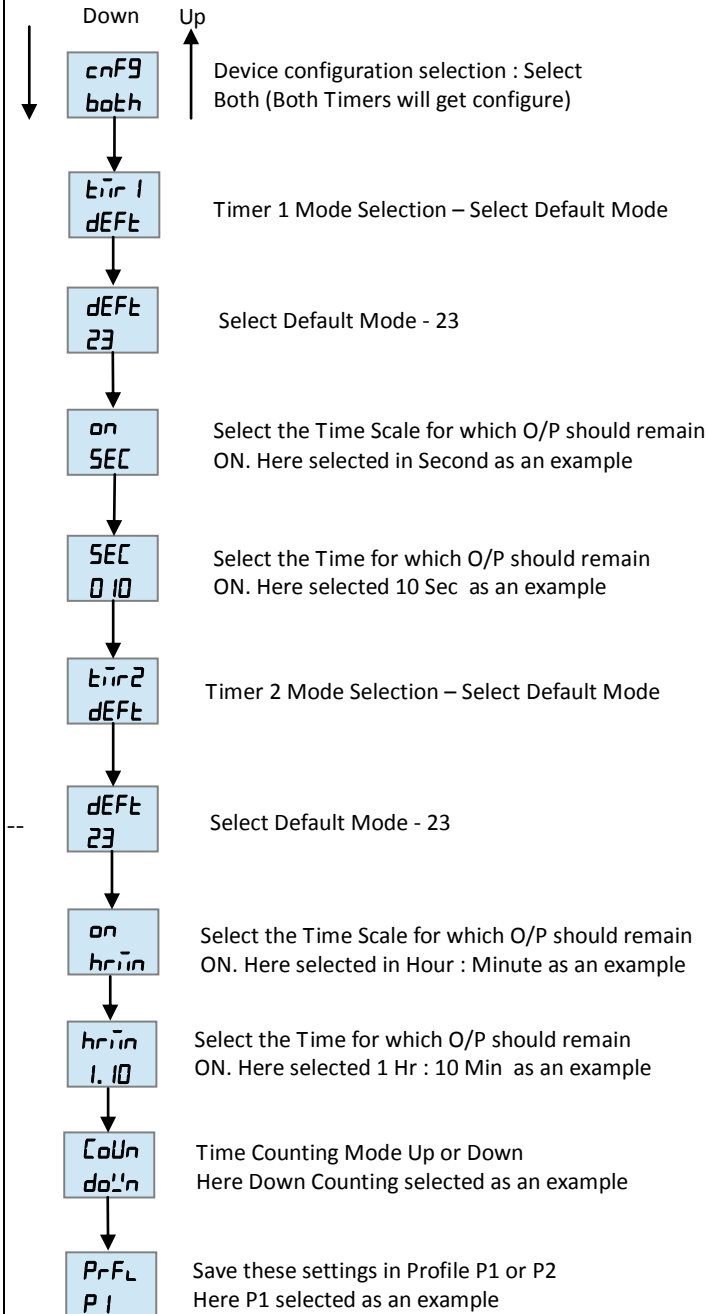 Down Up
cnF9
both
Device configuration selection : Select
Both (Both Timers will get configure)
tmr 1
dEFt
Timer 1 Mode Selection – Select Default Mode
dEFt
23
Select Default Mode - 23
on
SEC
Select the Time Scale for which O/P should remain
ON. Here selected in Second as an example
SEC
0 10
Select the Time for which O/P should remain
ON. Here selected 10 Sec as an example
tmr2
dEFt
Timer 2 Mode Selection – Select Default Mode
--
dEFt
23
Select Default Mode - 23
on
hrmn
Select the Time Scale for which O/P should remain
ON. Here selected in Hour : Minute as an example
hrmn
1. 10
Select the Time for which O/P should remain
ON. Here selected 1 Hr : 10 Min as an example
CoUn
doWn
Time Counting Mode Up or Down
Here Down Counting selected as an example
PrFL
P 1
Save these settings in Profile P1 or P2
Here P1 selected as an example